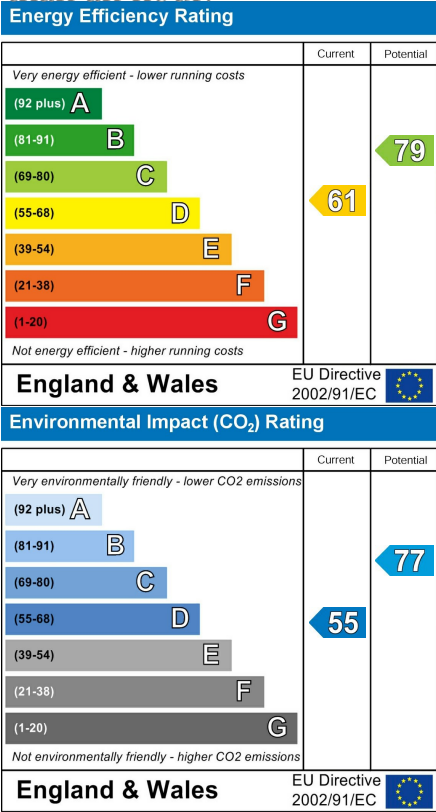 Energy Efficiency Rating
Current Potential
Very energy efficient - lower running costs
(92 plus) A
(81-91) B
79
(69-80) C
(55-68) D
61
(39-54) E
(21-38) F
(1-20) G
Not energy efficient - higher running costs
England & Wales
EU Directive
2002/91/EC
Environmental Impact (CO₂) Rating
Current Potential
Very environmentally friendly - lower CO2 emissions
(92 plus) A
(81-91) B
77
(69-80) C
(55-68) D
55
(39-54) E
(21-38) F
(1-20) G
Not environmentally friendly - higher CO2 emissions
England & Wales
EU Directive
2002/91/EC